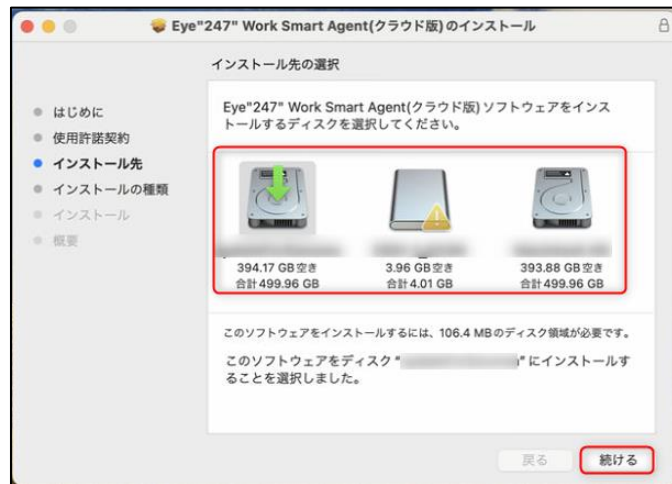 Eye"247" Work Smart Agent(クラウド版)のインストール
インストール先の選択
はじめに
使用許諾契約
インストール先
インストールの種類
インストール
概要
Eye"247" Work Smart Agent(クラウド版)ソフトウェアをインス
トールするディスクを選択してください。
394.17 GB空き
合計499.96 GB
3.96 GB空き
合計4.01 GB
393.88 GB空き
合計499.96 GB
このソフトウェアをインストールするには、106.4 MBのディスク領域が必要です。
このソフトウェアをディスク " " にインストールす
ることを選択しました。
戻る
続ける